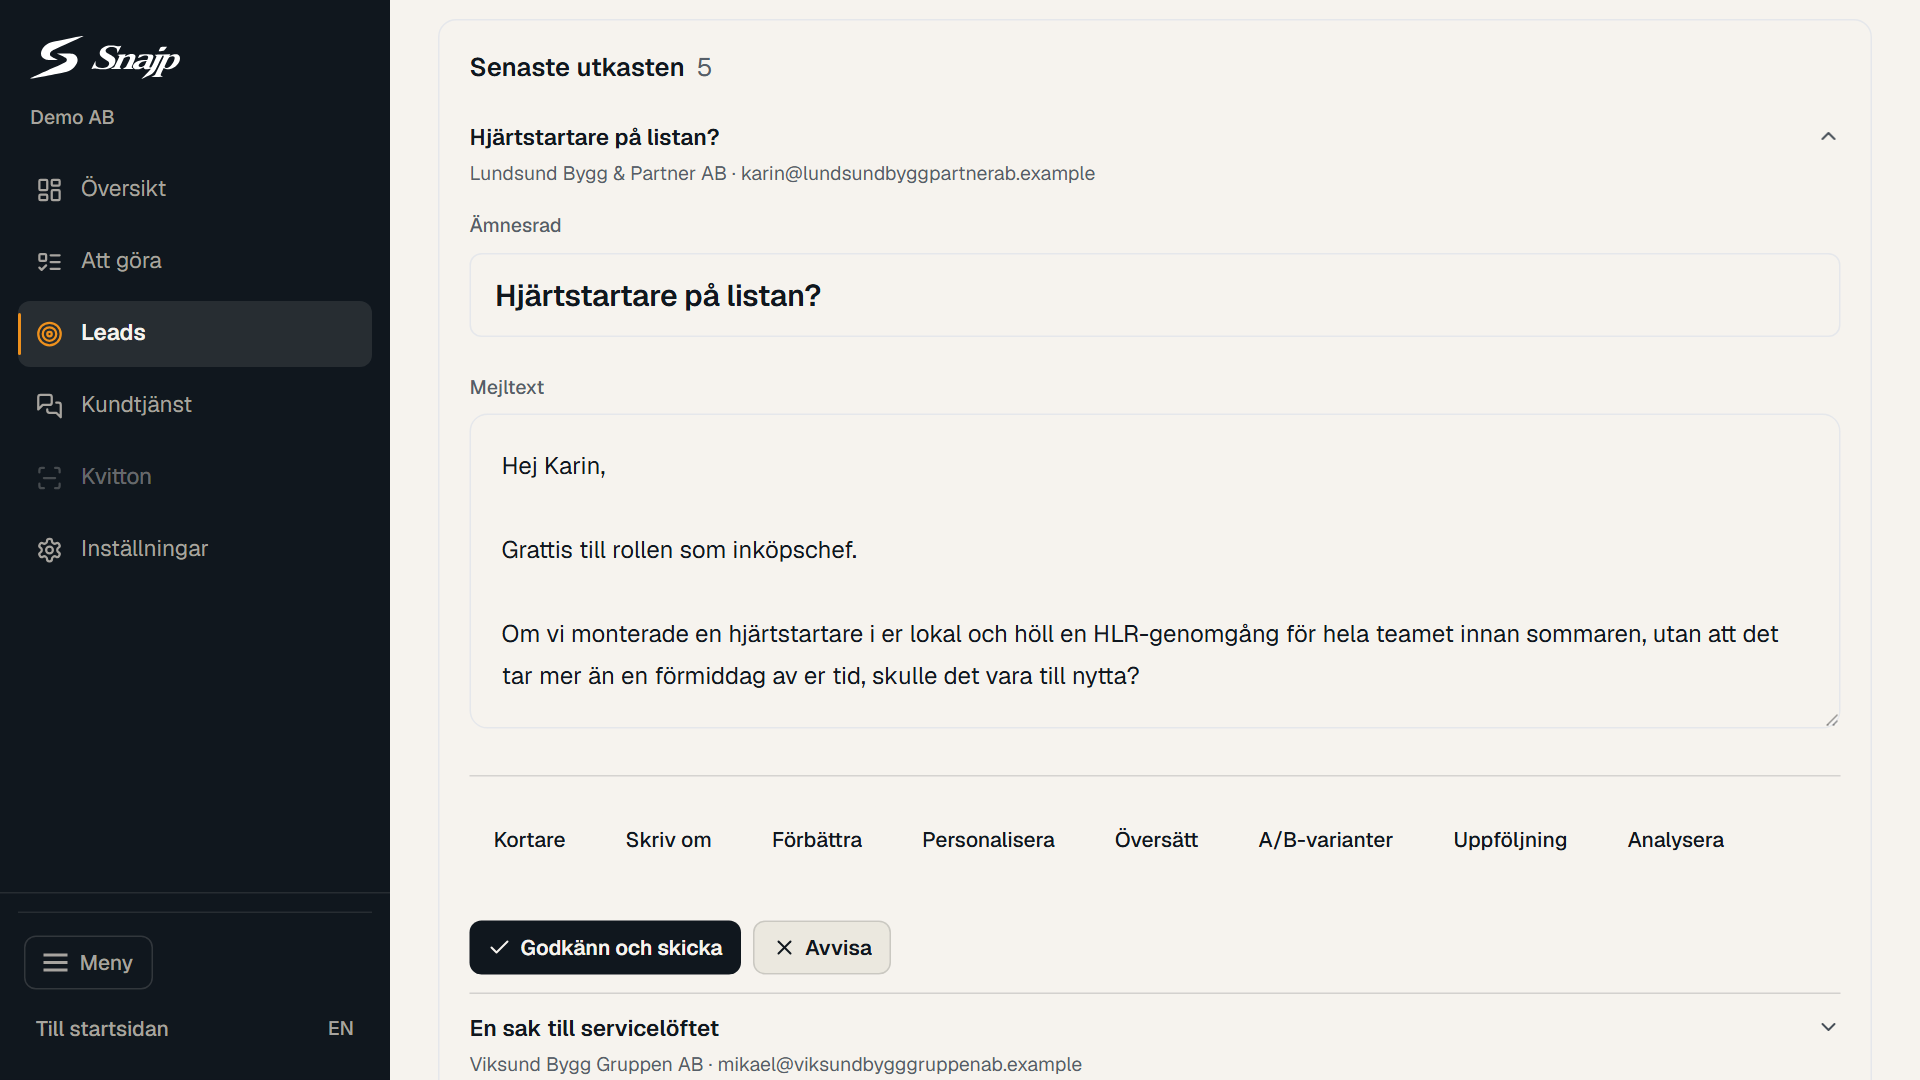 Snajp
Demo AB
Översikt
Att göra
Leads
Kundtjänst
Kvitton
Inställningar
Meny
Till startsidan
EN
Senaste utkasten 5
Hjärtstartare på listan?
Lundsund Bygg & Partner AB · karin@lundsundbyggpartnerab.example
Ämnesrad
Hjärtstartare på listan?
Mejltext
Hej Karin,
Grattis till rollen som inköpschef.
Om vi monterade en hjärtstartare i er lokal och höll en HLR-genomgång för hela teamet innan sommaren, utan att det
tar mer än en förmiddag av er tid, skulle det vara till nytta?
Kortare Skriv om Förbättra Personalisera Översätt A/B-varianter Uppföljning Analysera
Godkänn och skicka Avvisa
En sak till servicelöftet
Viksund Bygg Gruppen AB · mikael@viksundbygggruppenab.example